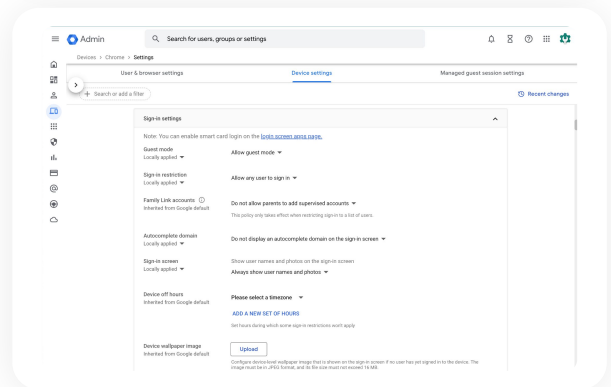 Admin
Search for users, groups or settings
Devices > Chrome > Settings
User & browser settings
Device settings
Managed guest session settings
+ Search or add a filter
Recent changes
Sign-in settings
Note: You can enable smart card login on the login screen apps page.
Guest mode
Locally applied
Allow guest mode
Sign-in restriction
Locally applied
Allow any user to sign in
Family Link accounts
Inherited from Google default
Do not allow parents to add supervised accounts
This policy only takes effect when restricting sign-in to a list of users.
Autocomplete domain
Locally applied
Do not display an autocomplete domain on the sign-in screen
Sign-in screen
Locally applied
Show user names and photos on the sign-in screen
Always show user names and photos
Device off hours
Inherited from Google default
Please select a timezone
ADD A NEW SET OF HOURS
Set hours during which some sign-in restrictions won't apply
Device wallpaper image
Inherited from Google default
Upload
Configure device-level wallpaper image that is shown on the sign-in screen if no user has yet signed in to the device. The
image must be in JPEG format, and its file size must not exceed 16 MB.